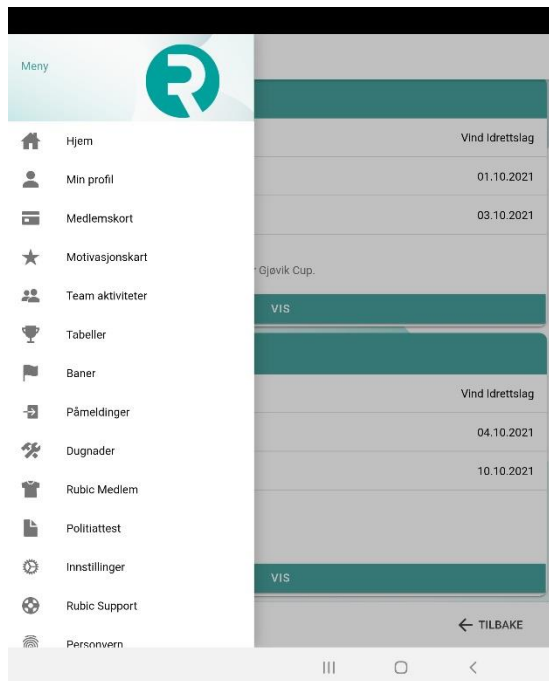 Meny
Hjem
Min profil
Medlemskort
Motivasjonskart
Team aktiviteter
Tabeller
Baner
Påmeldinger
Dugnader
Rubic Medlem
Politiattest
Innstillinger
Rubic Support
Personvern
Vind Idrettslag
01.10.2021
03.10.2021
Gjøvik Cup.
VIS
Vind Idrettslag
04.10.2021
10.10.2021
VIS
TILBAKE